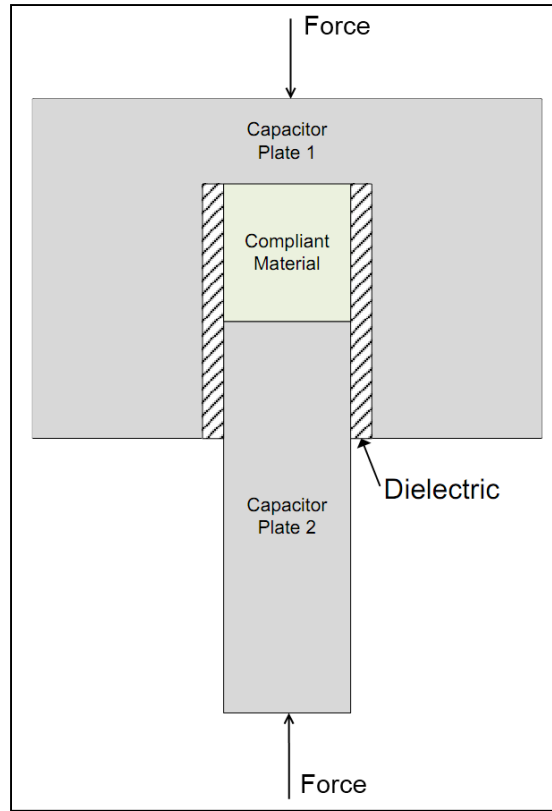 Force
Capacitor
Plate 1
Compliant
Material
Dielectric
Capacitor
Plate 2
Force